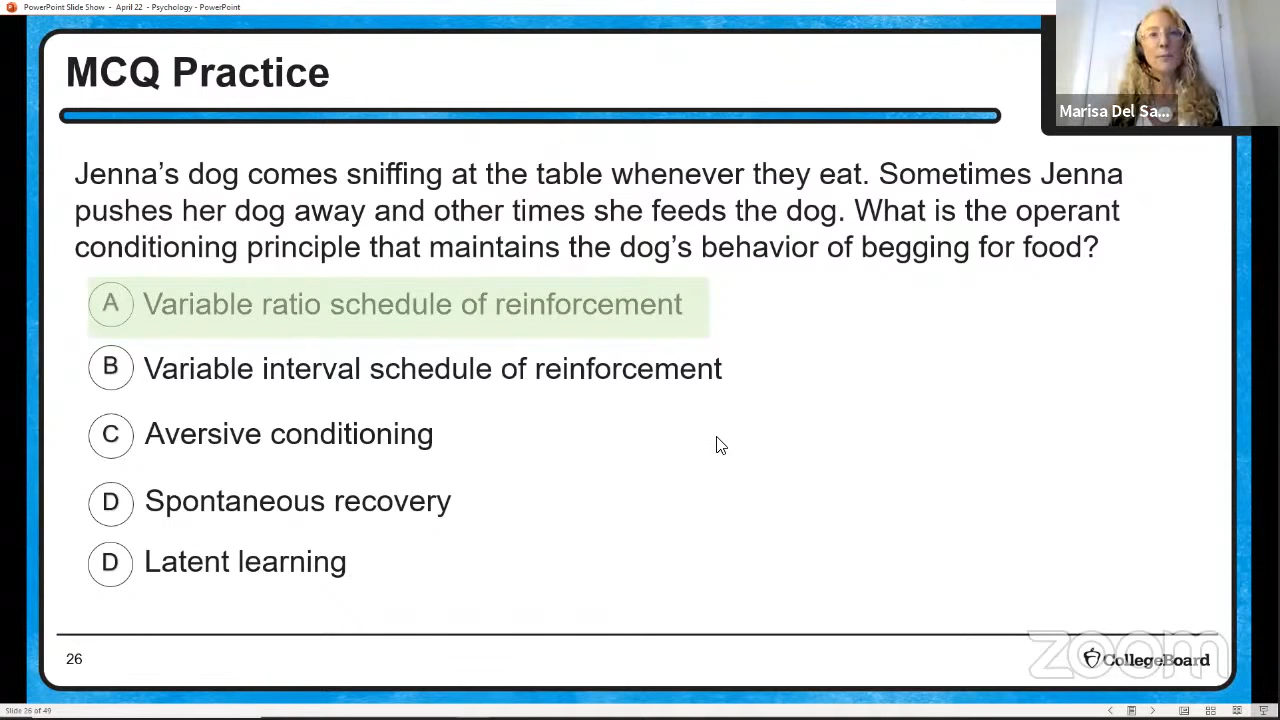 PowerPoint Slide Show - April 22 - Psychology - PowerPoint
MCQ Practice
Marisa Del Sa...
Jenna's dog comes sniffing at the table whenever they eat. Sometimes Jenna
pushes her dog away and other times she feeds the dog. What is the operant
conditioning principle that maintains the dog's behavior of begging for food?
A Variable ratio schedule of reinforcement
B Variable interval schedule of reinforcement
C Aversive conditioning
D Spontaneous recovery
D Latent learning
26
zoom
CollegeBoard
Slide 26 of 49